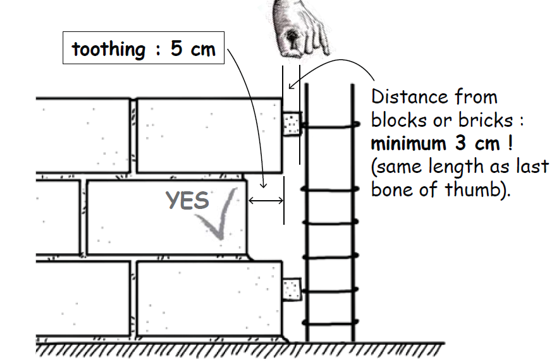 toothing : 5 cm
Distance from
blocks or bricks :
minimum 3 cm !
(same length as last
bone of thumb).
YES